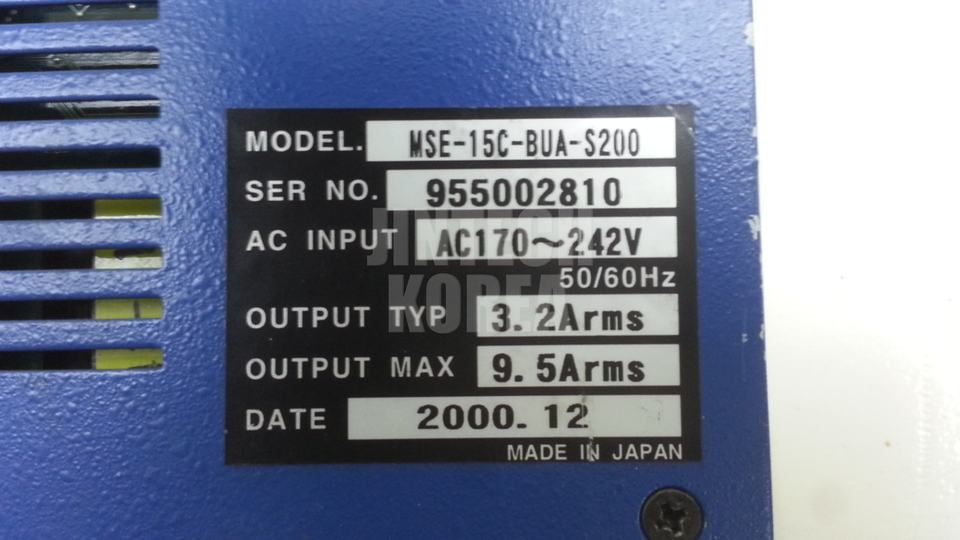 MODEL. MSE-15C-BUA-S200
SER NO. 955002810
AC INPUT AC170～242V
50/60Hz
OUTPUT TYP 3.2Arms
OUTPUT MAX 9.5Arms
DATE 2000.12
MADE IN JAPAN
JINTECH
KOREA